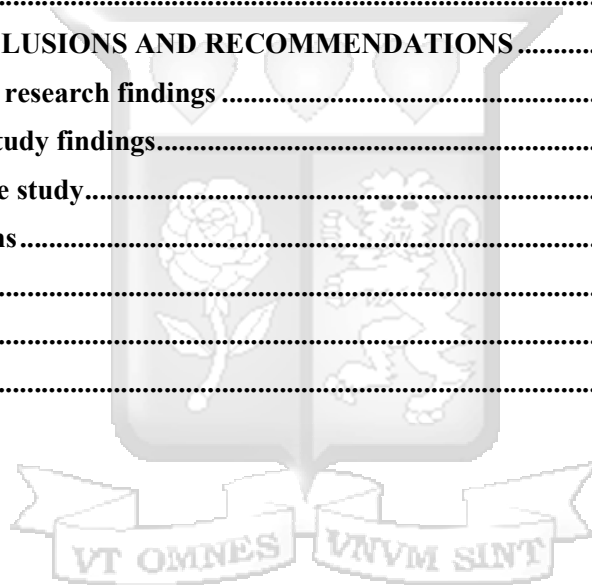 ................................................................................................
LUSIONS AND RECOMMENDATIONS..........
research findings..................................................
tudy findings...........................................................
e study.....................................................................
ns..............................................................................
................................................................................
................................................................................
................................................................................
VT OMNES VNVM SINT